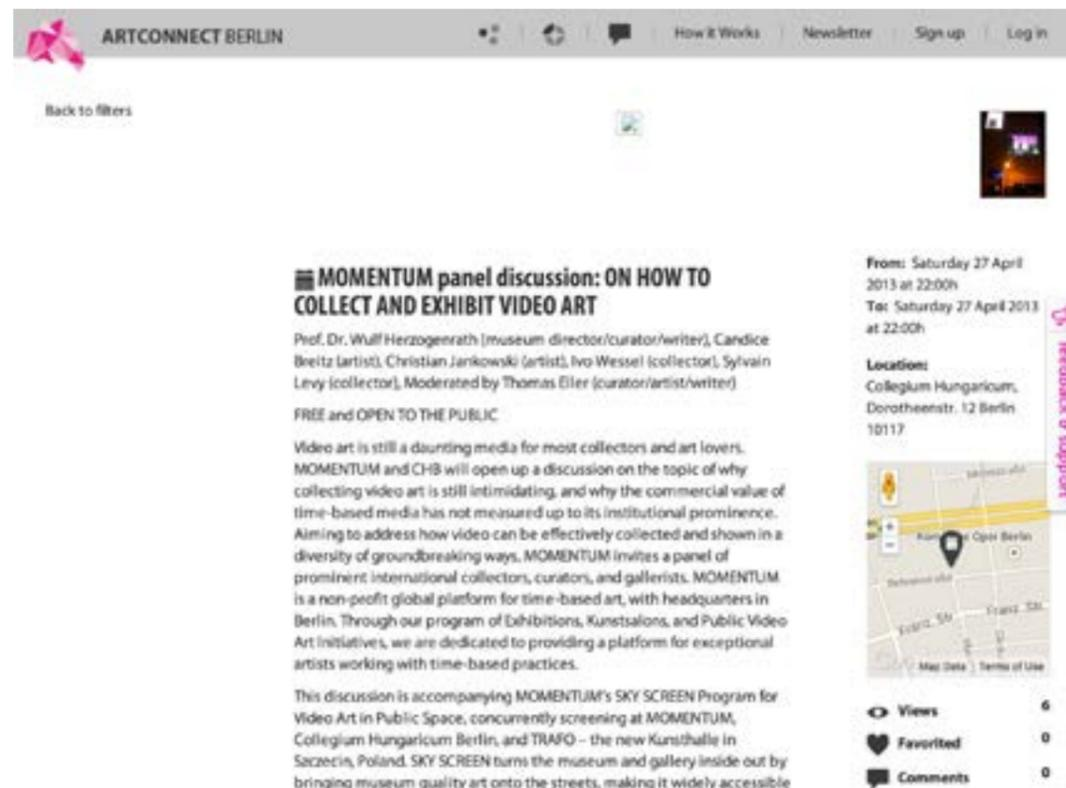 ARTCONNECT BERLIN
How it Works
Newsletter
Sign up
Log in
Back to filters
MOMENTUM panel discussion: ON HOW TO
COLLECT AND EXHIBIT VIDEO ART
Prof. Dr. Wulf Herzogenrath (museum director/curator/writer), Candice
Breitz (artist), Christian Jankowski (artist), Ivo Wessel (collector), Sylvain
Levy (collector), Moderated by Thomas Eller (curator/artist/writer)
FREE and OPEN TO THE PUBLIC
Video art is still a daunting media for most collectors and art lovers.
MOMENTUM and CHB will open up a discussion on the topic of why
collecting video art is still intimidating, and why the commercial value of
time-based media has not measured up to its institutional prominence.
Aiming to address how video can be effectively collected and shown in a
diversity of groundbreaking ways, MOMENTUM invites a panel of
prominent international collectors, curators, and gallerists. MOMENTUM
is a non-profit global platform for time-based art, with headquarters in
Berlin. Through our program of Exhibitions, Kunstsalons, and Public Video
Art Initiatives, we are dedicated to providing a platform for exceptional
artists working with time-based practices.
This discussion is accompanying MOMENTUM's SKY SCREEN Program for
Video Art in Public Space, concurrently screening at MOMENTUM,
Collegium Hungaricum Berlin, and TRAFO – the new Kunsthalle in
Szczecin, Poland. SKY SCREEN turns the museum and gallery inside out by
bringing museum quality art onto the streets, making it widely accessible
From: Saturday 27 April
2013 at 22:00h
To: Saturday 27 April 2013
at 22:00h
Location:
Collegium Hungaricum,
Dorotheenstr. 12 Berlin
10117
feedback & support
Oper Berlin
Behrenstraße
Franz. Str.
Franz. Str.
Map Data
Terms of Use
Views 6
Favorited 0
Comments 0